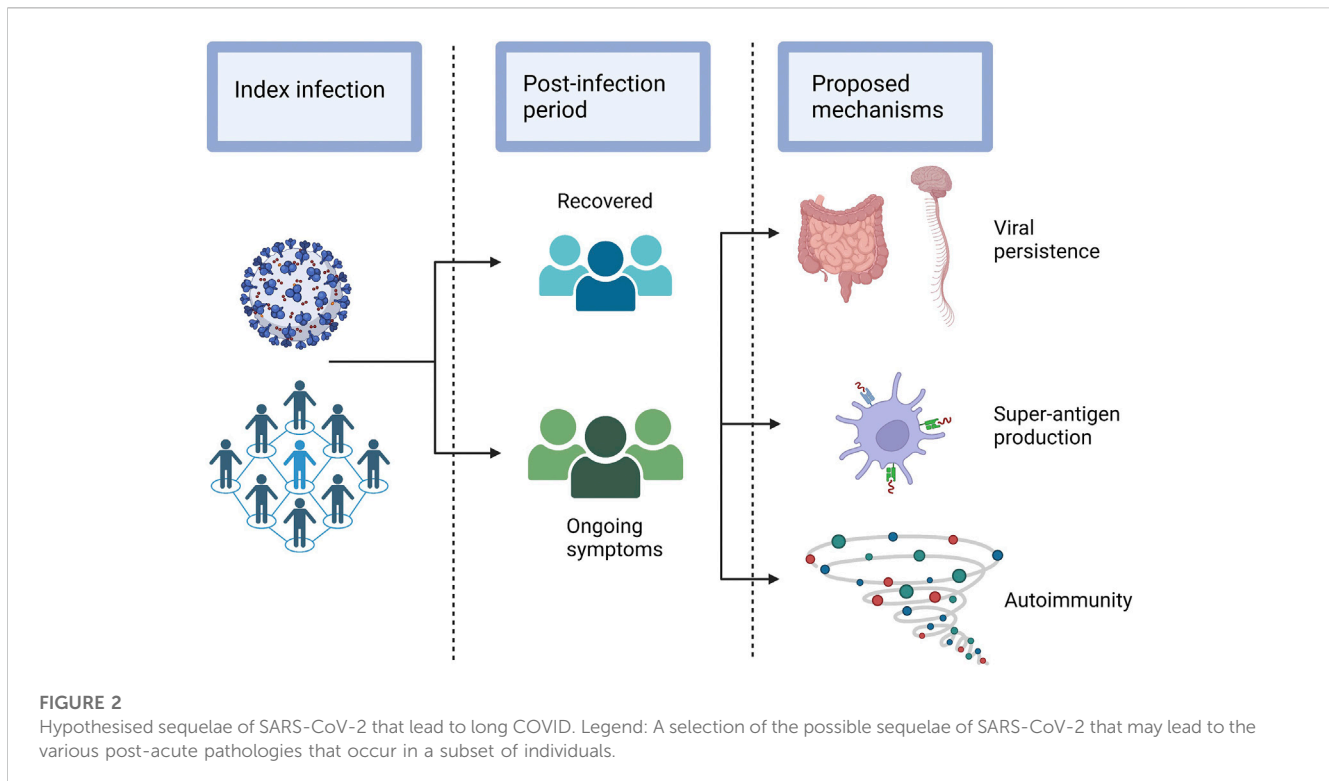 Index infection
Post-infection
period
Proposed
mechanisms
Recovered
Ongoing
symptoms
Viral
persistence
Super-antigen
production
Autoimmunity
FIGURE 2
Hypothesised sequelae of SARS-CoV-2 that lead to long COVID. Legend: A selection of the possible sequelae of SARS-CoV-2 that may lead to the
various post-acute pathologies that occur in a subset of individuals.